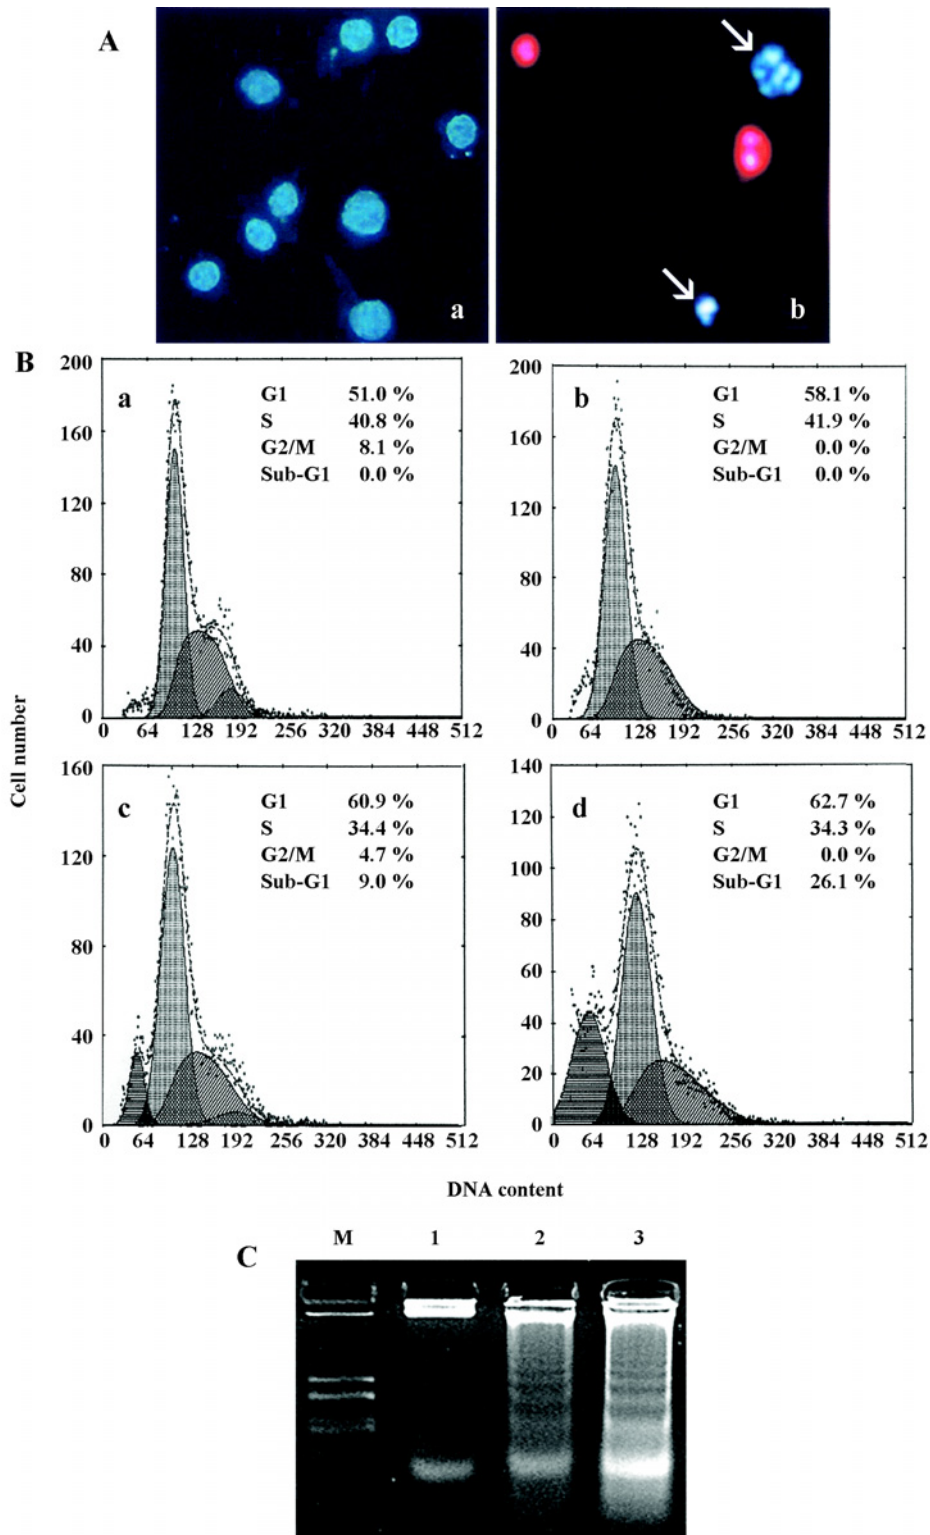 A
a
b
B
200
160
120
80
40
0
a
G1 51.0 %
S 40.8 %
G2/M 8.1 %
Sub-G1 0.0 %
0 64 128 192 256 320 384 448 512
200
160
120
80
40
0
b
G1 58.1 %
S 41.9 %
G2/M 0.0 %
Sub-G1 0.0 %
0 64 128 192 256 320 384 448 512
Cell number
160
120
80
40
0
c
G1 60.9 %
S 34.4 %
G2/M 4.7 %
Sub-G1 9.0 %
0 64 128 192 256 320 384 448 512
140
120
100
80
60
40
20
0
d
G1 62.7 %
S 34.3 %
G2/M 0.0 %
Sub-G1 26.1 %
0 64 128 192 256 320 384 448 512
DNA content
C
M 1 2 3